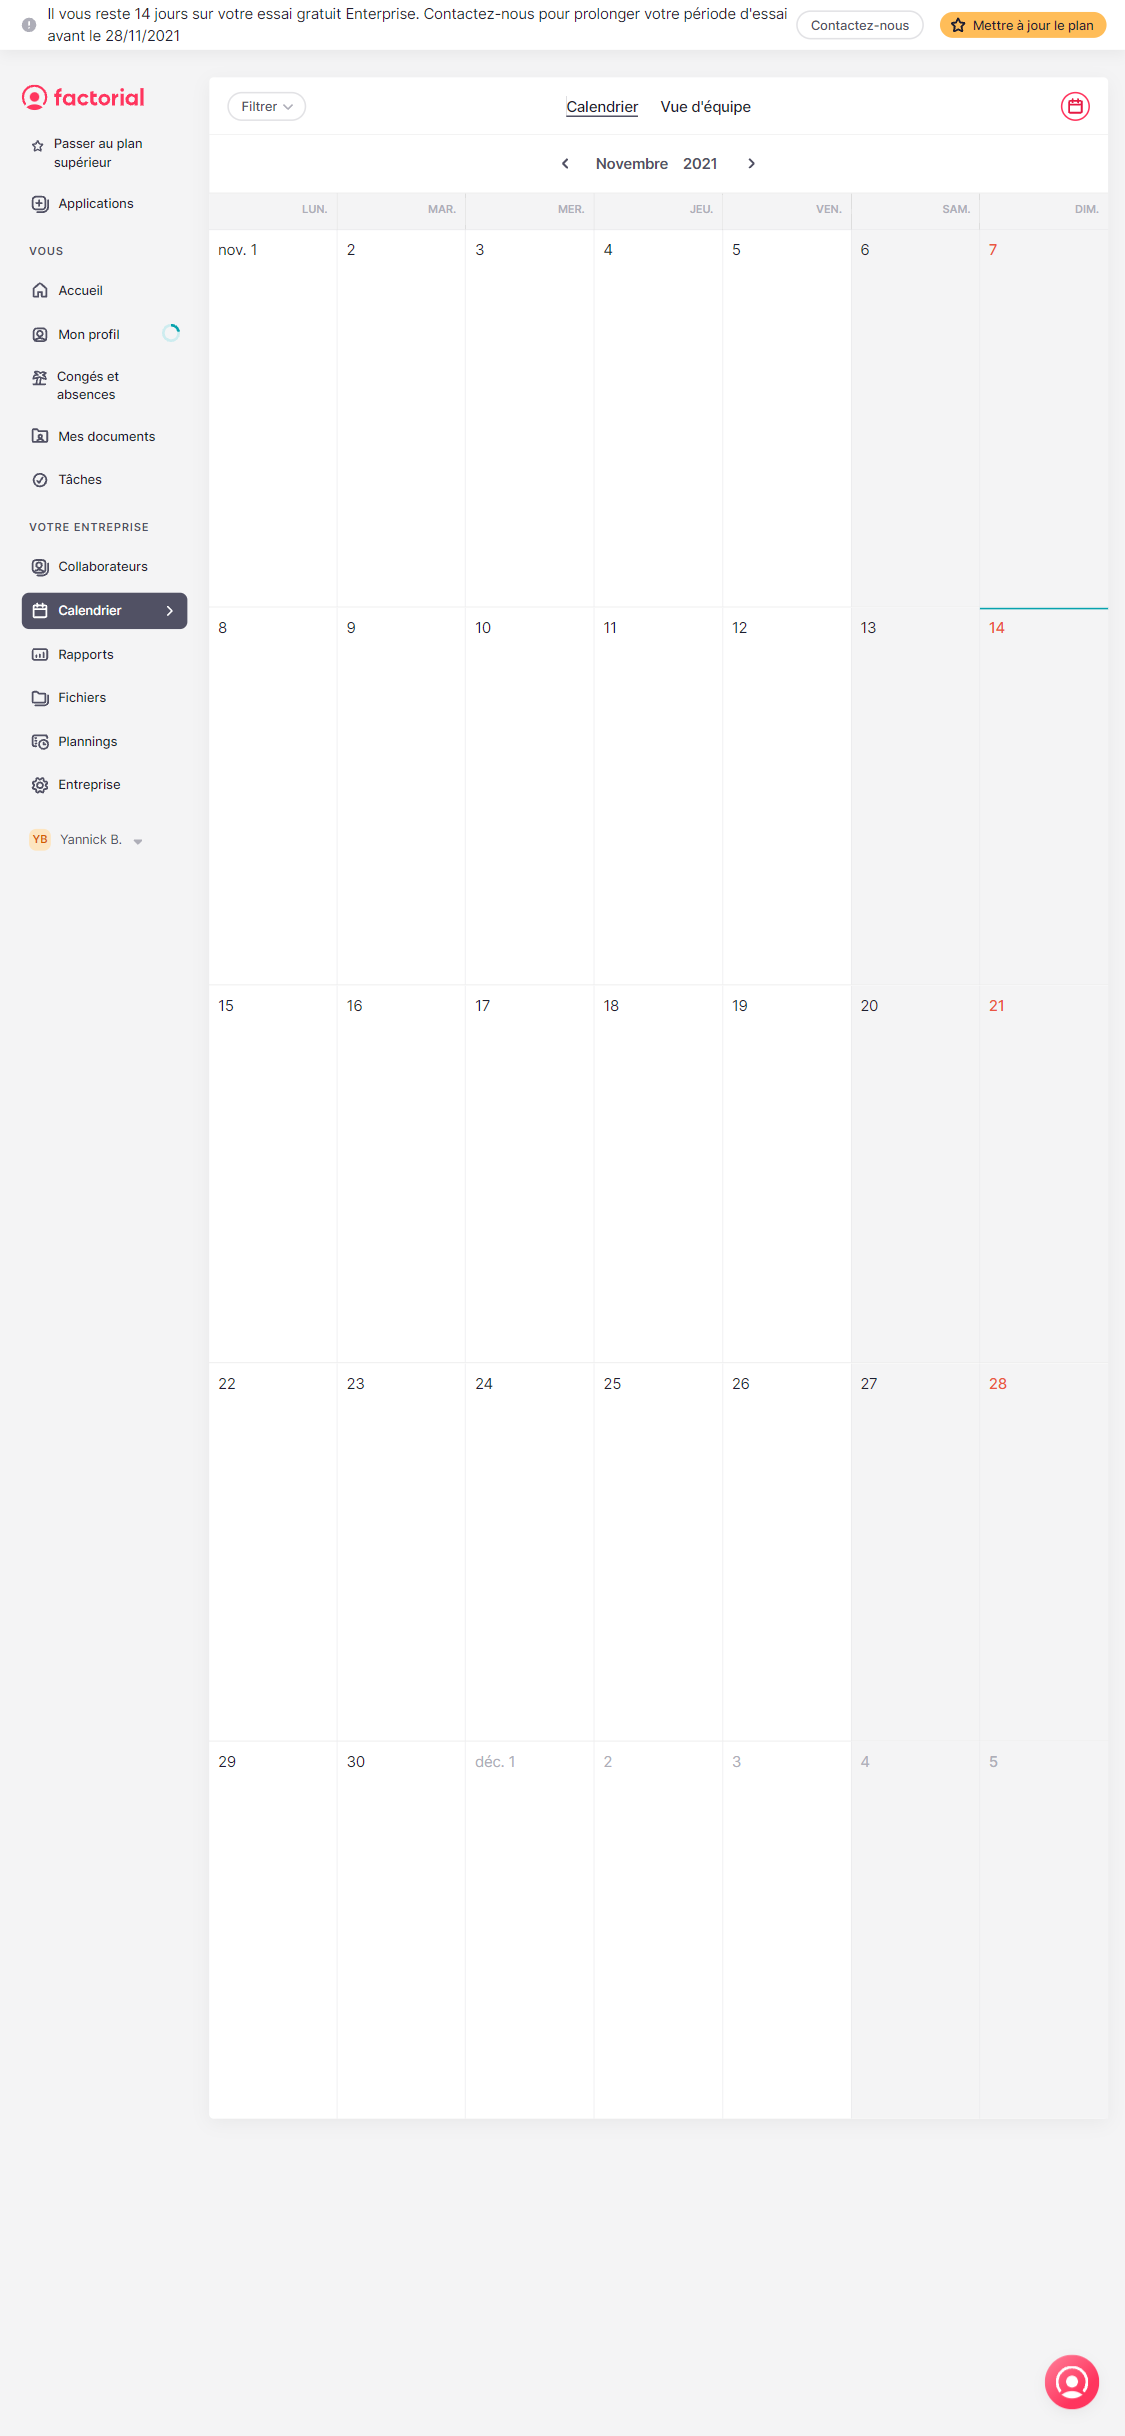 Il vous reste 14 jours sur votre essai gratuit Enterprise. Contactez-nous pour prolonger votre période d'essai
avant le 28/11/2021
Contactez-nous
Mettre à jour le plan
factorial
Passer au plan
supérieur
Applications
VOUS
Accueil
Mon profil
Congés et
absences
Mes documents
Tâches
VOTRE ENTREPRISE
Collaborateurs
Calendrier
Rapports
Fichiers
Plannings
Entreprise
YB Yannick B.
Filtrer
Calendrier Vue d'équipe
Novembre 2021
LUN. MAR. MER. JEU. VEN. SAM. DIM.
nov. 1 2 3 4 5 6 7
8 9 10 11 12 13 14
15 16 17 18 19 20 21
22 23 24 25 26 27 28
29 30 déc. 1 2 3 4 5